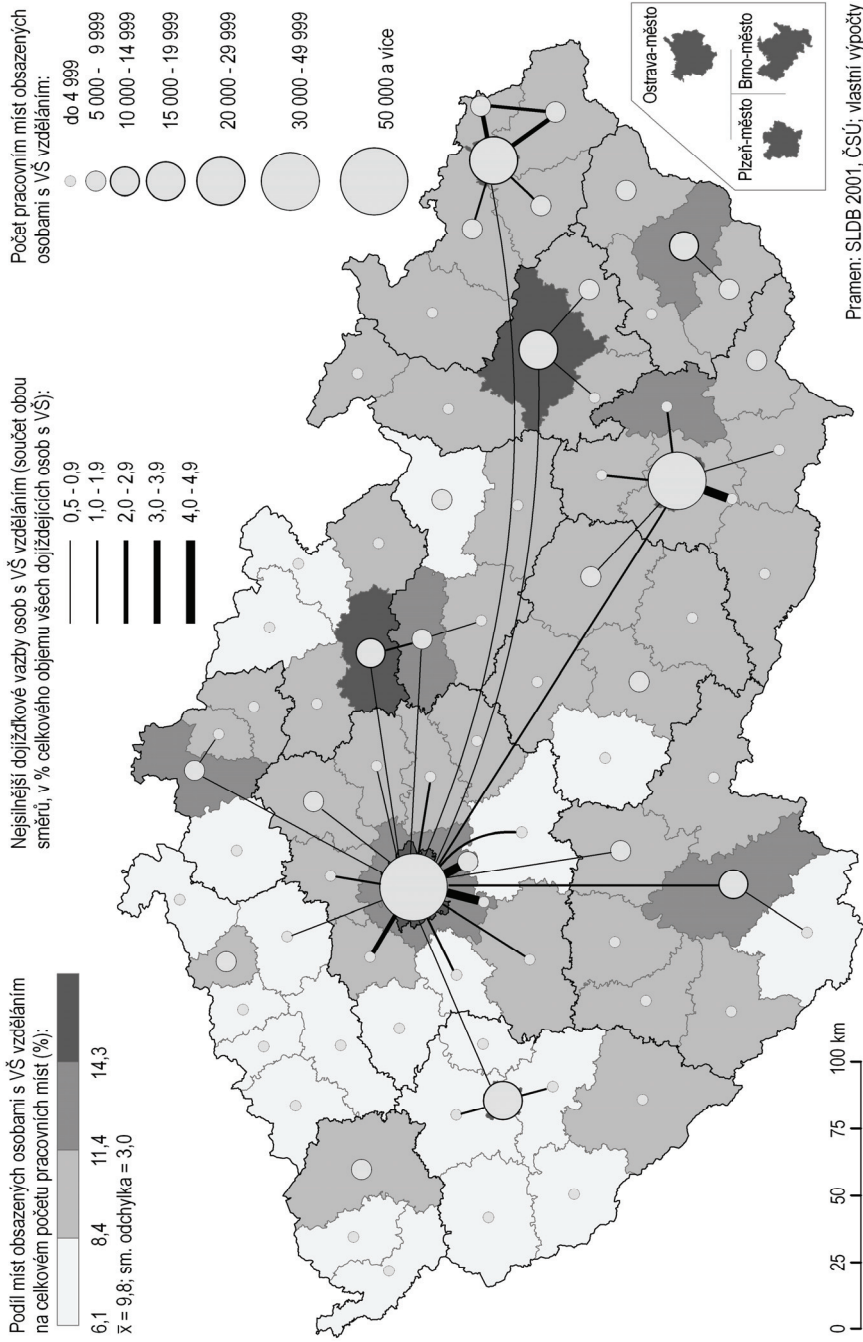 Podíl míst obsazených osobami s VŠ vzděláním
na celkovém početu pracovních míst (%):
6,1 8,4 11,4 14,3
x̅ = 9,8; sm. odchylka = 3,0
Nejsilnější dojížďkové vazby osob s VŠ vzděláním (součet obou
směrů, v % celkového objemu všech dojíždějících osob s VŠ):
0,5 - 0,9
1,0 - 1,9
2,0 - 2,9
3,0 - 3,9
4,0 - 4,9
Počet pracovním míst obsazených
osobami s VŠ vzděláním:
do 4 999
5 000 - 9 999
10 000 - 14 999
15 000 - 19 999
20 000 - 29 999
30 000 - 49 999
50 000 a více
0 25 50 75 100 km
Ostrava-město
Plzeň-město
Brno-město
Pramen: SLDB 2001, ČSÚ; vlastní výpočty